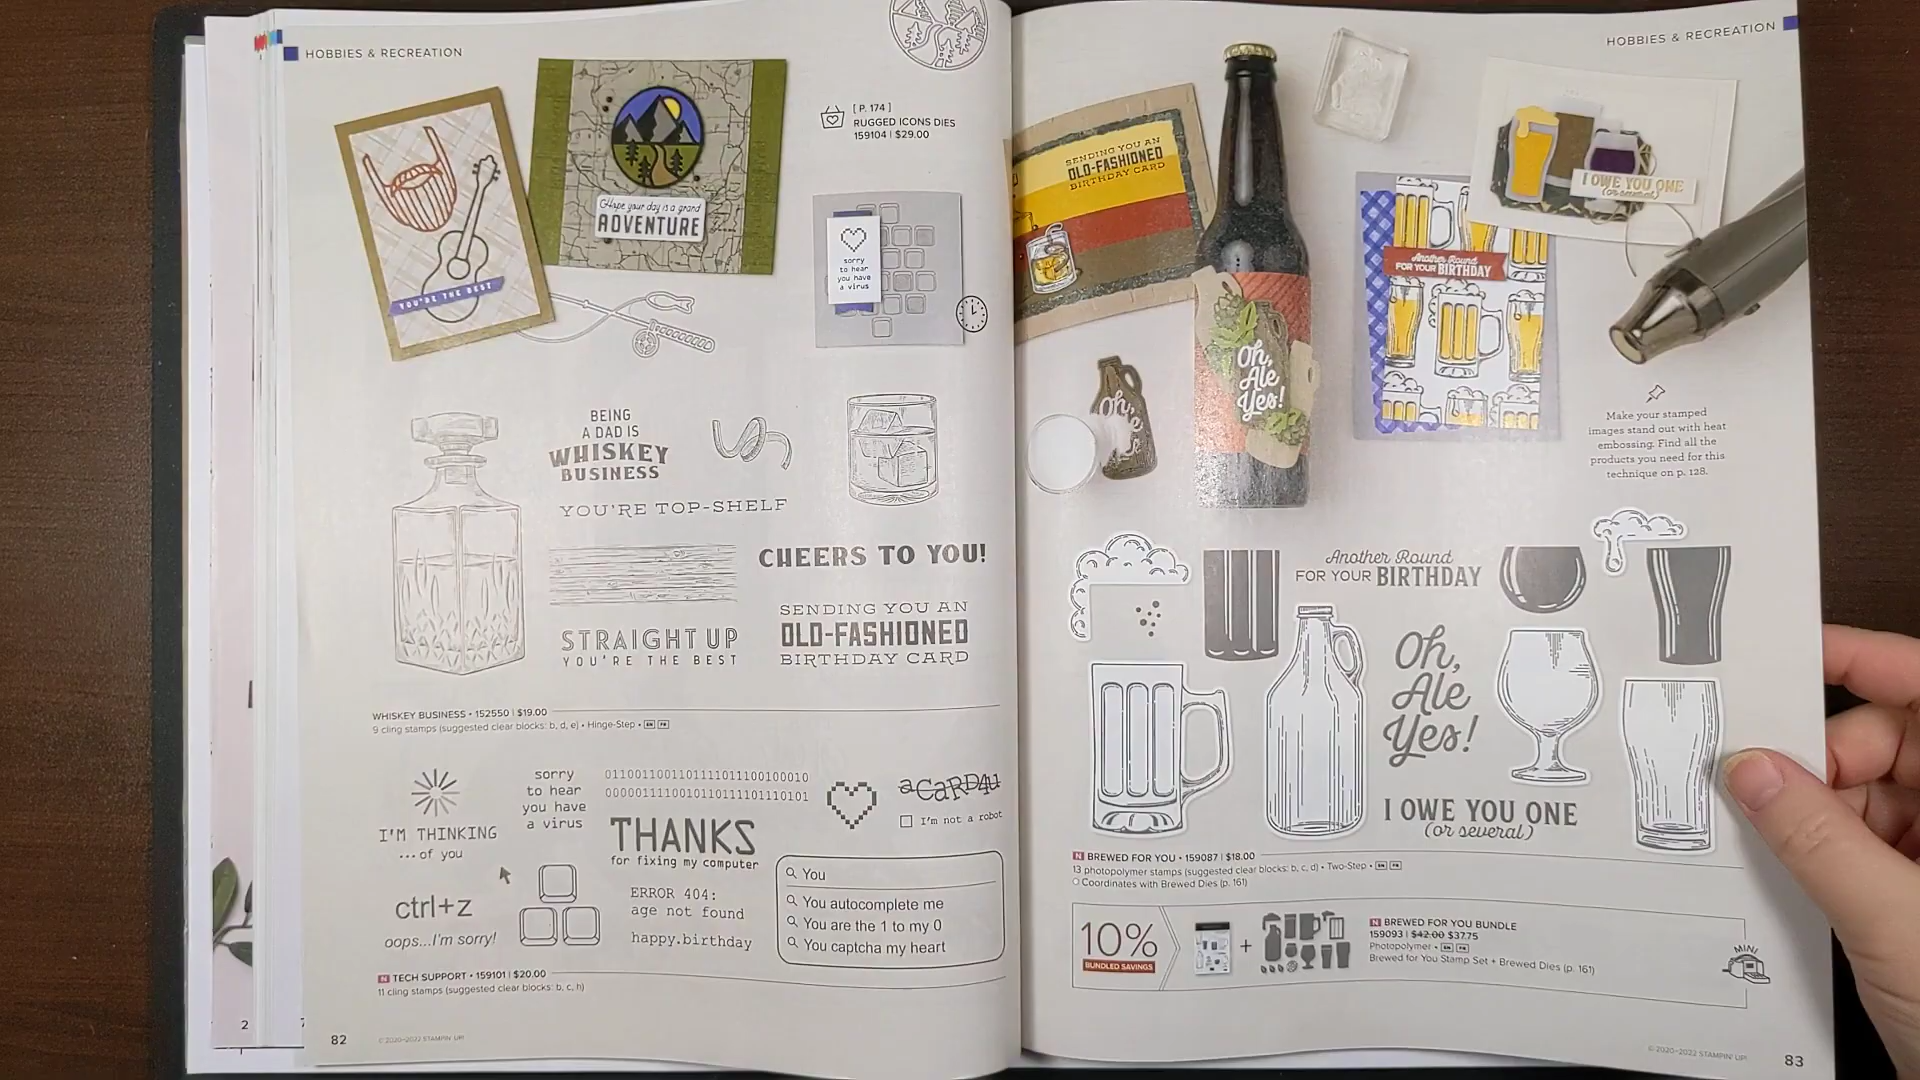 HOBBIES & RECREATION
YOU'RE THE BEST
Hope your day is a grand
ADVENTURE
[ P. 174 ]
RUGGED ICONS DIES
159104 | $29.00
sorry
to hear
you have
a virus
BEING
A DAD IS
WHISKEY
BUSINESS
YOU'RE TOP-SHELF
CHEERS TO YOU!
STRAIGHT UP
YOU'RE THE BEST
SENDING YOU AN
OLD-FASHIONED
BIRTHDAY CARD
WHISKEY BUSINESS • 152550 | $19.00
9 cling stamps (suggested clear blocks: b, d, e) • Hinge-Step • EN FR
I'M THINKING
...of you
sorry
to hear
you have
a virus
THANKS
for fixing my computer
aCaRD4U
I'm not a robot
ctrl+z
oops...I'm sorry!
ERROR 404:
age not found
happy.birthday
You
You autocomplete me
You are the 1 to my 0
You captcha my heart
N TECH SUPPORT • 159101 | $20.00
11 cling stamps (suggested clear blocks: b, c, h)
2
82
© 2020–2022 STAMPIN' UP!
HOBBIES & RECREATION
SENDING YOU AN
OLD-FASHIONED
BIRTHDAY CARD
Oh,
Ale
Yes!
Another Round
FOR YOUR BIRTHDAY
I OWE YOU ONE
(or several)
Make your stamped
images stand out with heat
embossing. Find all the
products you need for this
technique on p. 128.
Another Round
FOR YOUR BIRTHDAY
Oh,
Ale
Yes!
I OWE YOU ONE
(or several)
N BREWED FOR YOU • 159087 | $18.00
13 photopolymer stamps (suggested clear blocks: b, c, d) • Two-Step • EN FR
Coordinates with Brewed Dies (p. 161)
10%
BUNDLED SAVINGS
+
N BREWED FOR YOU BUNDLE
159093 | $42.00 $37.75
Photopolymer • EN FR
Brewed for You Stamp Set + Brewed Dies (p. 161)
MINI
© 2020–2022 STAMPIN' UP!
83